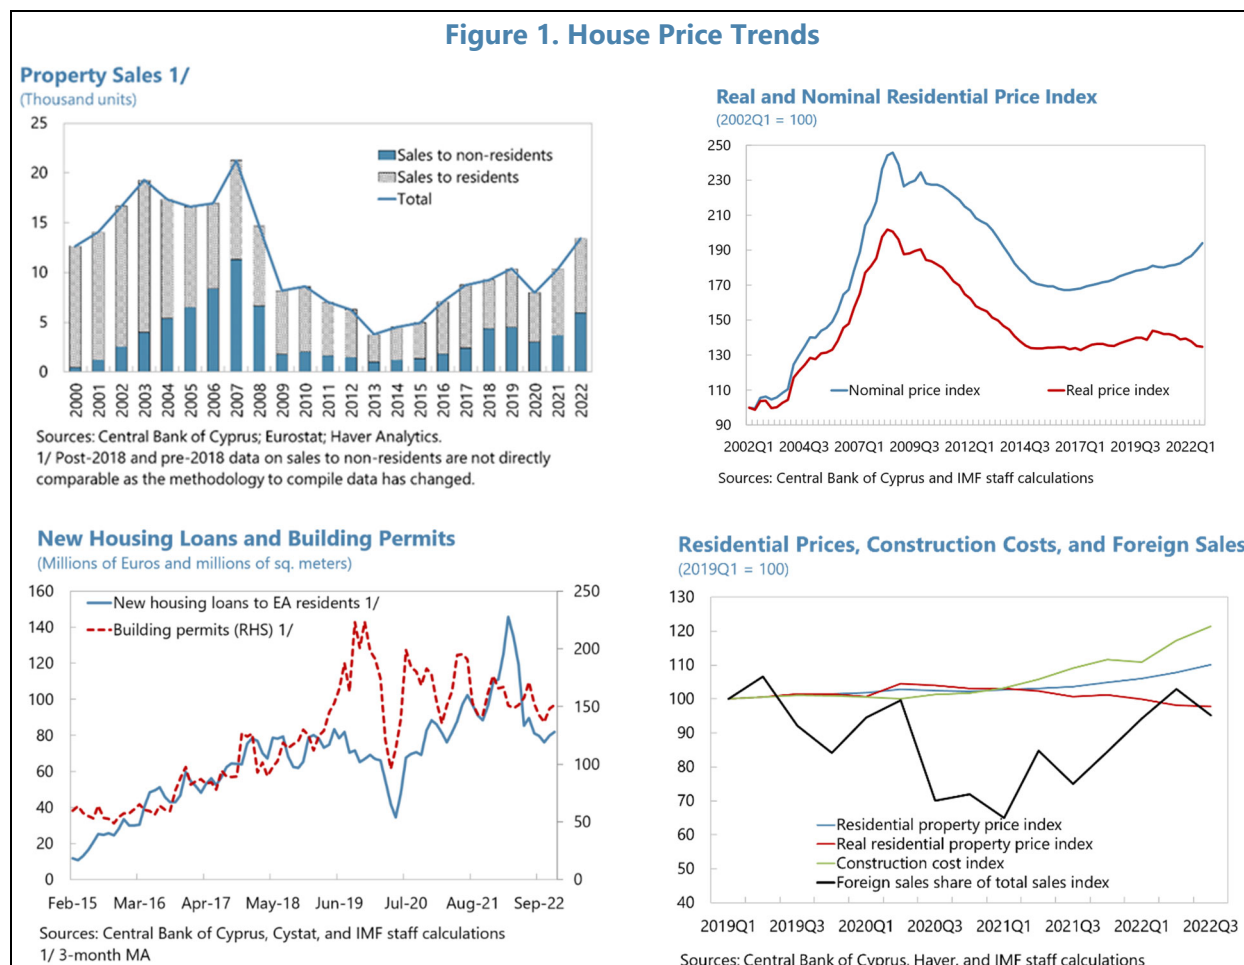 Figure 1. House Price Trends
Property Sales 1/
(Thousand units)
25
20
15
10
5
0
Sales to non-residents
Sales to residents
Total
2000
2001
2002
2003
2004
2005
2006
2007
2008
2009
2010
2011
2012
2013
2014
2015
2016
2017
2018
2019
2020
2021
2022
Sources: Central Bank of Cyprus; Eurostat; Haver Analytics.
1/ Post-2018 and pre-2018 data on sales to non-residents are not directly
comparable as the methodology to compile data has changed.
Real and Nominal Residential Price Index
(2002Q1 = 100)
250
230
210
190
170
150
130
110
90
Nominal price index
Real price index
2002Q1 2004Q3 2007Q1 2009Q3 2012Q1 2014Q3 2017Q1 2019Q3 2022Q1
Sources: Central Bank of Cyprus and IMF staff calculations
New Housing Loans and Building Permits
(Millions of Euros and millions of sq. meters)
160
140
120
100
80
60
40
20
0
New housing loans to EA residents 1/
Building permits (RHS) 1/
250
200
150
100
50
0
Feb-15 Mar-16 Apr-17 May-18 Jun-19 Jul-20 Aug-21 Sep-22
Sources: Central Bank of Cyprus, Cystat, and IMF staff calculations
1/ 3-month MA
Residential Prices, Construction Costs, and Foreign Sales
(2019Q1 = 100)
130
120
110
100
90
80
70
60
50
40
Residential property price index
Real residential property price index
Construction cost index
Foreign sales share of total sales index
2019Q1 2019Q3 2020Q1 2020Q3 2021Q1 2021Q3 2022Q1 2022Q3
Sources: Central Bank of Cyprus, Haver, and IMF staff calculations